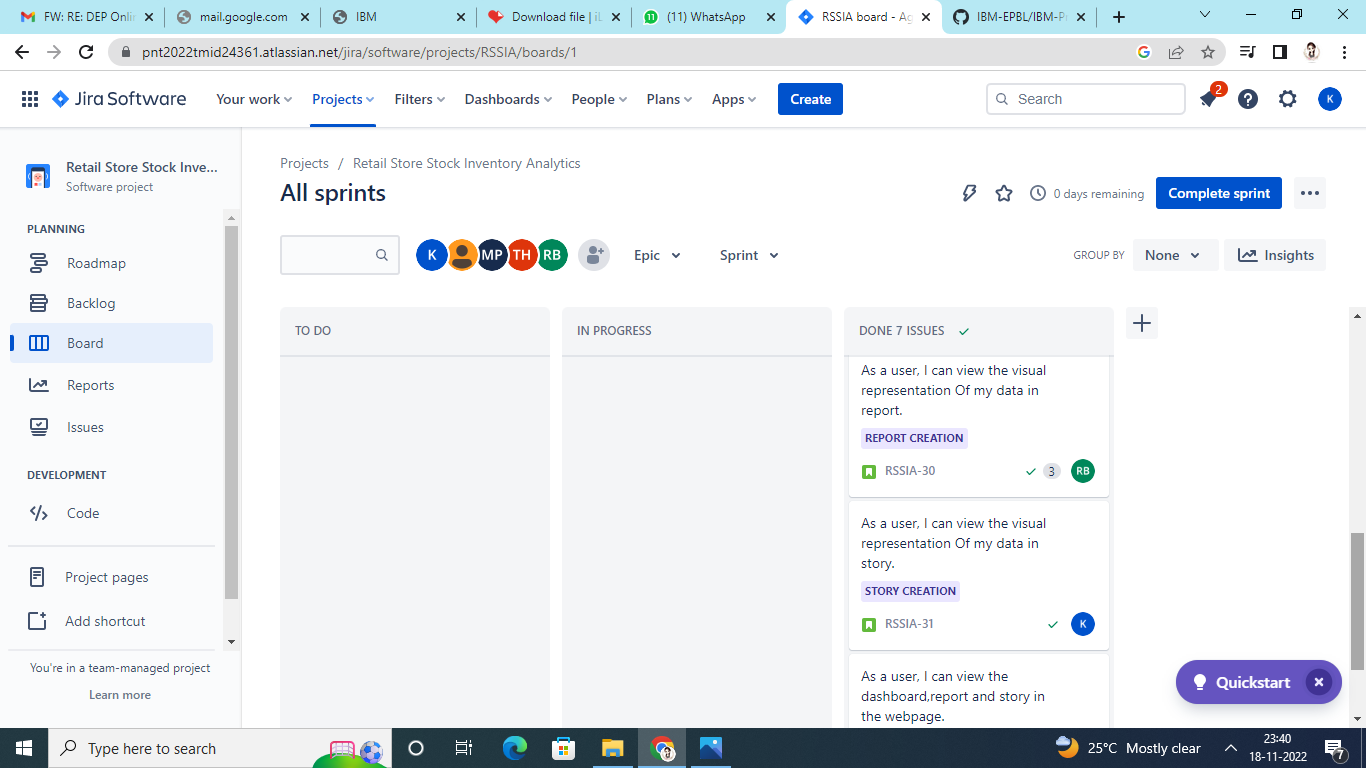 FW: RE: DEP Onlin
mail.google.com
IBM
Download file | iL
11
(11) WhatsApp
RSSIA board - Ag
IBM-EPBL/IBM-Pr
pnt2022tmid24361.atlassian.net/jira/software/projects/RSSIA/boards/1
Jira Software
Your work
Projects
Filters
Dashboards
People
Plans
Apps
Create
Search
2
K
Retail Store Stock Inve...
Software project
PLANNING
Roadmap
Backlog
Board
Reports
Issues
DEVELOPMENT
Code
Project pages
Add shortcut
You're in a team-managed project
Learn more
Projects / Retail Store Stock Inventory Analytics
All sprints
0 days remaining
Complete sprint
K
MP
TH
RB
Epic
Sprint
GROUP BY
None
Insights
TO DO
IN PROGRESS
DONE 7 ISSUES
As a user, I can view the visual
representation Of my data in
report.
REPORT CREATION
RSSIA-30
3
RB
As a user, I can view the visual
representation Of my data in
story.
STORY CREATION
RSSIA-31
K
As a user, I can view the
dashboard,report and story in
the webpage.
Quickstart
Type here to search
25°C Mostly clear
23:40
18-11-2022
7